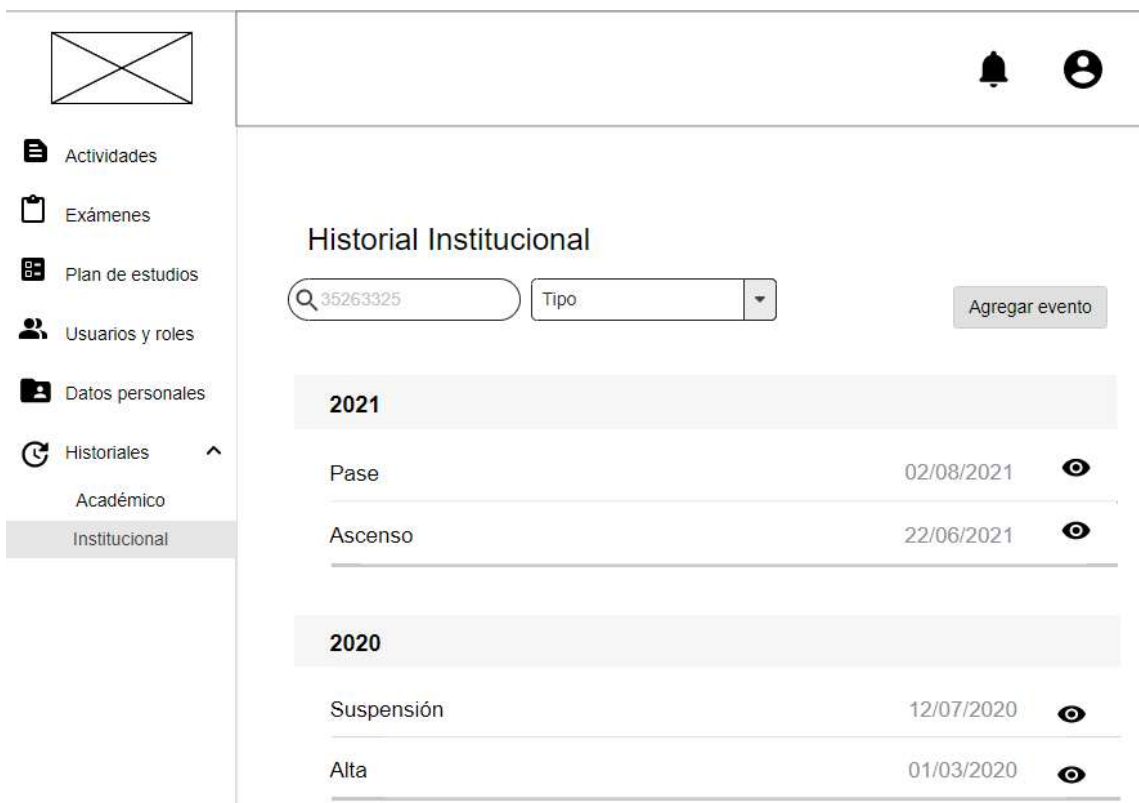 Actividades
Exámenes
Plan de estudios
Usuarios y roles
Datos personales
Historiales
Académico
Institucional
Historial Institucional
35263325
Tipo
Agregar evento
2021
Pase 02/08/2021
Ascenso 22/06/2021
2020
Suspensión 12/07/2020
Alta 01/03/2020